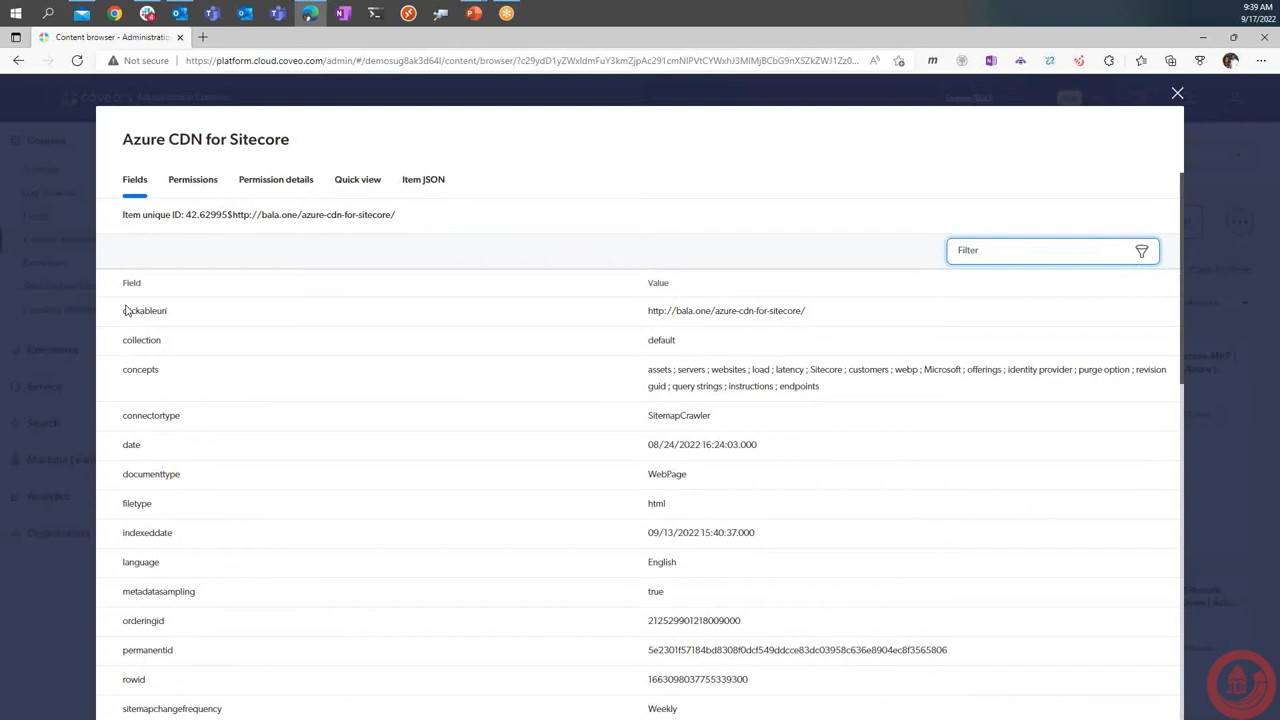 9:39 AM
9/17/2022
Content browser - Administratio
Not secure
https://platform.cloud.coveo.com/admin/#/demosug8ak3d64l/content/browser/?
Azure CDN for Sitecore
Fields
Permissions
Permission details
Quick view
Item JSON
Item unique ID: 42.62995$http://bala.one/azure-cdn-for-sitecore/
Filter
Field
Value
clickableuri
http://bala.one/azure-cdn-for-sitecore/
collection
default
concepts
assets ; servers ; websites ; load ; latency ; Sitecore ; customers ; webp ; Microsoft ; offerings ; identity provider ; purge option ; revision
guid ; query strings ; instructions ; endpoints
connectortype
SitemapCrawler
date
08/24/2022 16:24:03.000
documenttype
WebPage
filetype
html
indexeddate
09/13/2022 15:40:37.000
language
English
metadatasampling
true
orderingid
212529901218009000
permanentid
5e2301f57184bd8308f0dcf549ddcce83dc03958c636e8904ec8f3565806
rowid
1663098037755339300
sitemapchangefrequency
Weekly